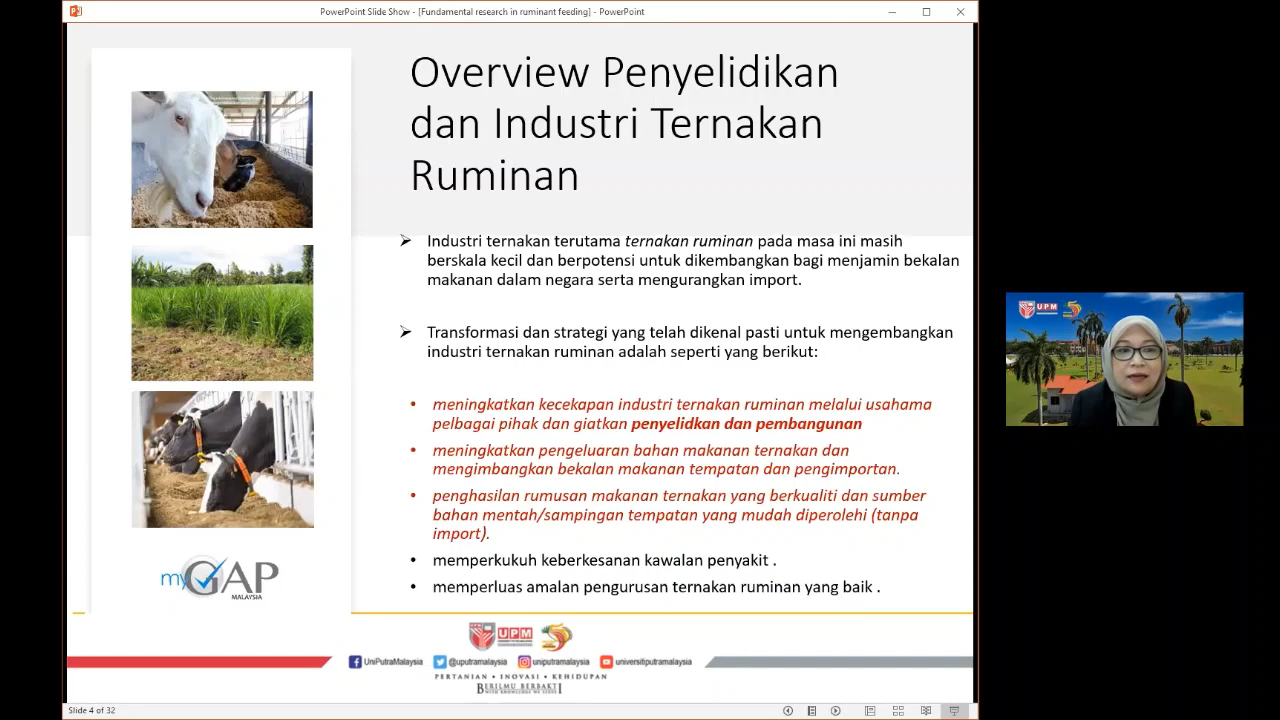 PowerPoint Slide Show - [Fundamental research in ruminant feeding] - PowerPoint
Overview Penyelidikan
dan Industri Ternakan
Ruminan
Industri ternakan terutama ternakan ruminan pada masa ini masih
berskala kecil dan berpotensi untuk dikembangkan bagi menjamin bekalan
makanan dalam negara serta mengurangkan import.
Transformasi dan strategi yang telah dikenal pasti untuk mengembangkan
industri ternakan ruminan adalah seperti yang berikut:
• meningkatkan kecekapan industri ternakan ruminan melalui usahama
pelbagai pihak dan giatkan penyelidkan dan pembangunan
• meningkatkan pengeluaran bahan makanan ternakan dan
mengimbangkan bekalan makanan tempatan dan pengimportan.
• penghasilan rumusan makanan ternakan yang berkualiti dan sumber
bahan mentah/sampingan tempatan yang mudah diperolehi (tanpa
import).
• memperkukuh keberkesanan kawalan penyakit .
• memperluas amalan pengurusan ternakan ruminan yang baik .
myGAP
MALAYSIA
UPM
UniPutraMalaysia
@uputramalaysia
uniputramalaysia
universitiputramalaysia
PERTANIAN • INOVASI • KEHIDUPAN
BERILMU BERBAKTI
WITH KNOWLEDGE WE SERVE
UPM
Slide 4 of 32